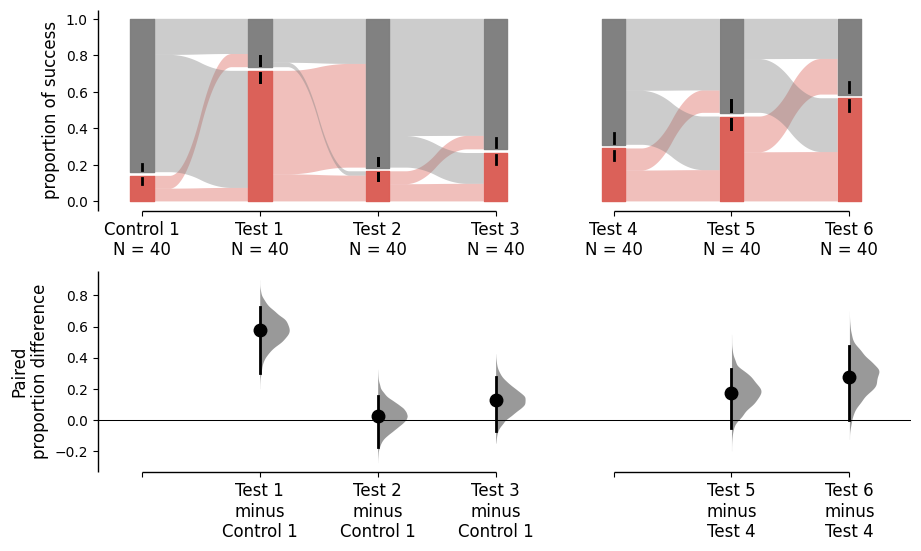 proportion of success
1.0
0.8
0.6
0.4
0.2
0.0
Control 1
N = 40
Test 1
N = 40
Test 2
N = 40
Test 3
N = 40
Test 4
N = 40
Test 5
N = 40
Test 6
N = 40
Paired
proportion difference
0.8
0.6
0.4
0.2
0.0
−0.2
Test 1
minus
Control 1
Test 2
minus
Control 1
Test 3
minus
Control 1
Test 5
minus
Test 4
Test 6
minus
Test 4